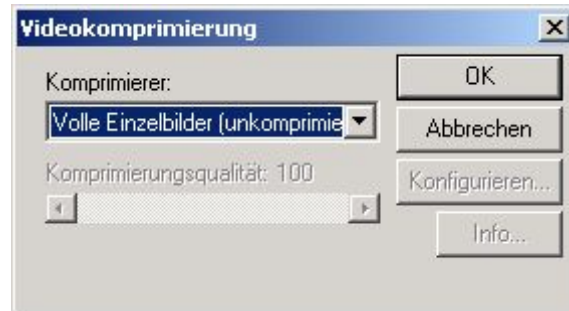 Videokomprimierung
Komprimierer:
Volle Einzelbilder (unkomprimie
Komprimierungsqualität: 100
OK
Abbrechen
Konfigurieren...
Info...